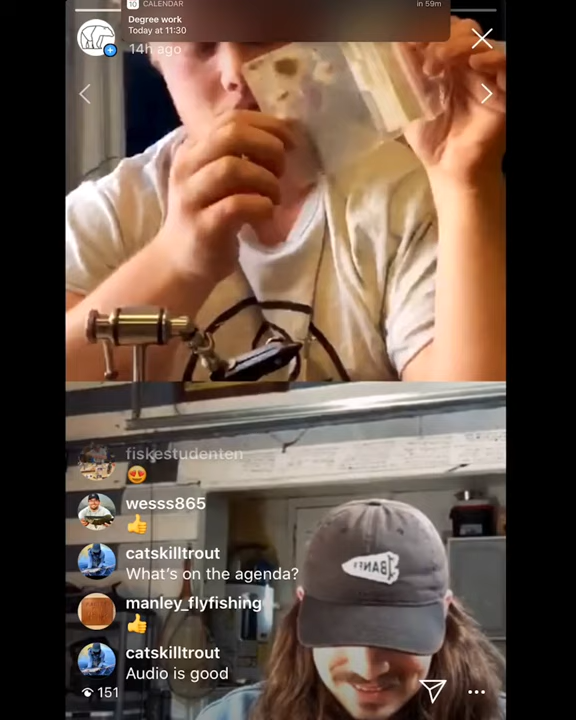 10 CALENDAR
in 59m
Degree work
Today at 11:30
14h ago
fiskestudenten
😍
wesss865
👍
catskilltrout
What's on the agenda?
manley_flyfishing
👍
catskilltrout
Audio is good
151
BANFF